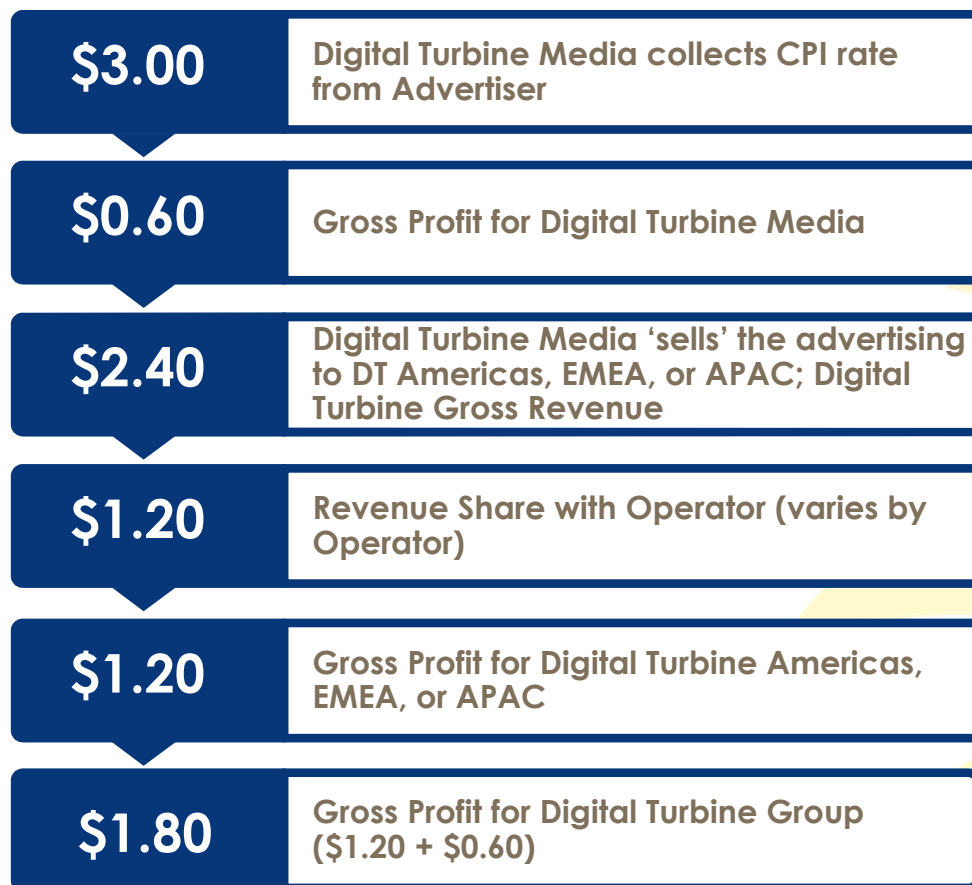 $3.00
Digital Turbine Media collects CPI rate
from Advertiser
$0.60
Gross Profit for Digital Turbine Media
$2.40
Digital Turbine Media ‘sells’ the advertising
to DT Americas, EMEA, or APAC; Digital
Turbine Gross Revenue
$1.20
Revenue Share with Operator (varies by
Operator)
$1.20
Gross Profit for Digital Turbine Americas,
EMEA, or APAC
$1.80
Gross Profit for Digital Turbine Group
($1.20 + $0.60)